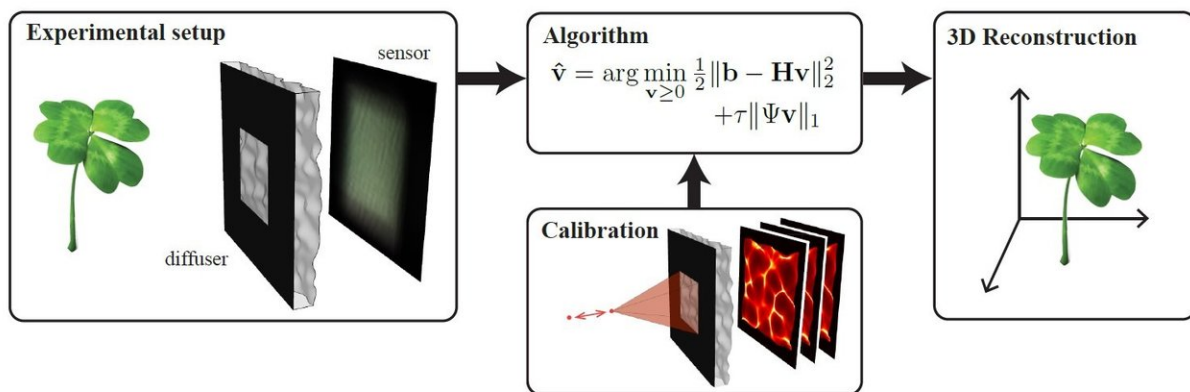 Experimental setup
sensor
diffuser
Algorithm
v̂ = arg min_{v≥0} ½‖b − Hv‖₂²
+τ‖Ψv‖₁
Calibration
3D Reconstruction